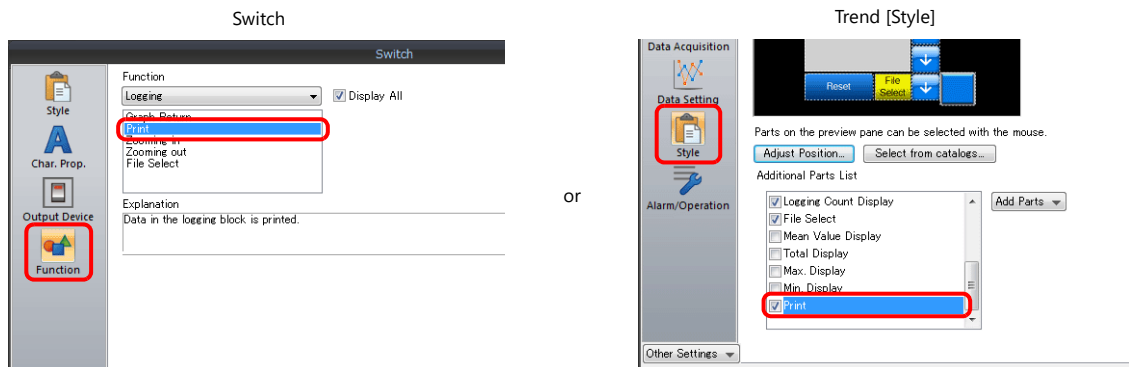 Switch
Switch
Style
Char. Prop.
Output Device
Function
Function
Logging
Display All
Graph Return
Print
Zooming in
Zooming out
File Select
Explanation
Data in the logging block is printed.
or
Trend [Style]
Data Acquisition
Data Setting
Style
Alarm/Operation
Other Settings
Reset
File
Select
Parts on the preview pane can be selected with the mouse.
Adjust Position...
Select from catalogs...
Additional Parts List
Logging Count Display
File Select
Mean Value Display
Total Display
Max. Display
Min. Display
Print
Add Parts